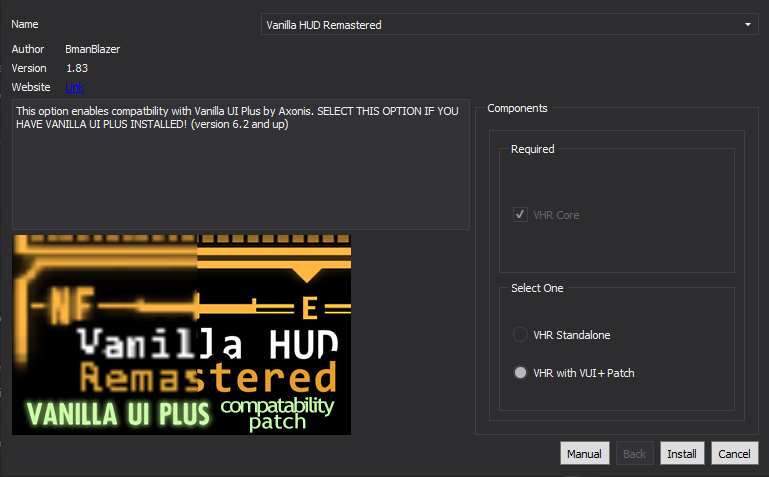 Name
Vanilla HUD Remastered
Author BmanBlazer
Version 1.83
Website Link
This option enables compatbility with Vanilla UI Plus by Axonis. SELECT THIS OPTION IF YOU
HAVE VANILLA UI PLUS INSTALLED! (version 6.2 and up)
NF
E
Vanilla HUD
Remastered
VANILLA UI PLUS
compatability
patch
Components
Required
VHR Core
Select One
VHR Standalone
VHR with VUI+ Patch
Manual
Back
Install
Cancel